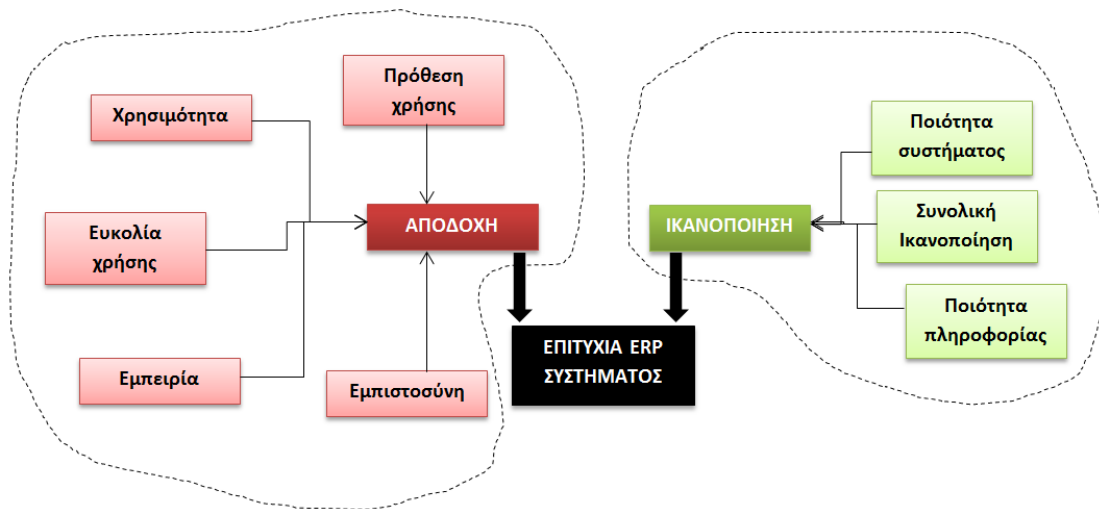 Πρόθεση
χρήσης
Χρησιμότητα
Ευκολία
χρήσης
Εμπειρία
Εμπιστοσύνη
ΑΠΟΔΟΧΗ
ΙΚΑΝΟΠΟΙΗΣΗ
Ποιότητα
συστήματος
Συνολική
Ικανοποίηση
Ποιότητα
πληροφορίας
ΕΠΙΤΥΧΙΑ ERP
ΣΥΣΤΗΜΑΤΟΣ